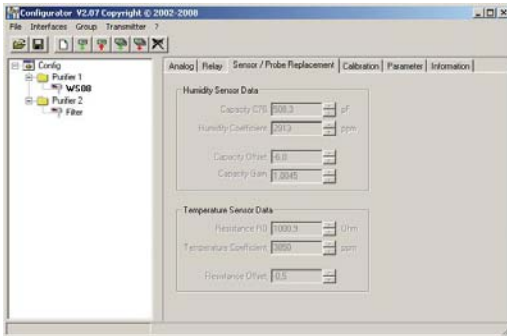 Configurator V2.07 Copyright © 2002-2008
File Interfaces Group Transmitter ?
Config
Purifier 1
WS08
Purifier 2
Filter
Analog Relay Sensor / Probe Replacement Calibration Parameter Information
Humidity Sensor Data
Capacity C76 508.3 pF
Humidity Coefficient 2913 ppm
Capacity Offset -6.8
Capacity Gain 1.0045
Temperature Sensor Data
Resistance R0 1000.9 Ohm
Temperature Coefficient 3850 ppm
Resistance Offset -0.5